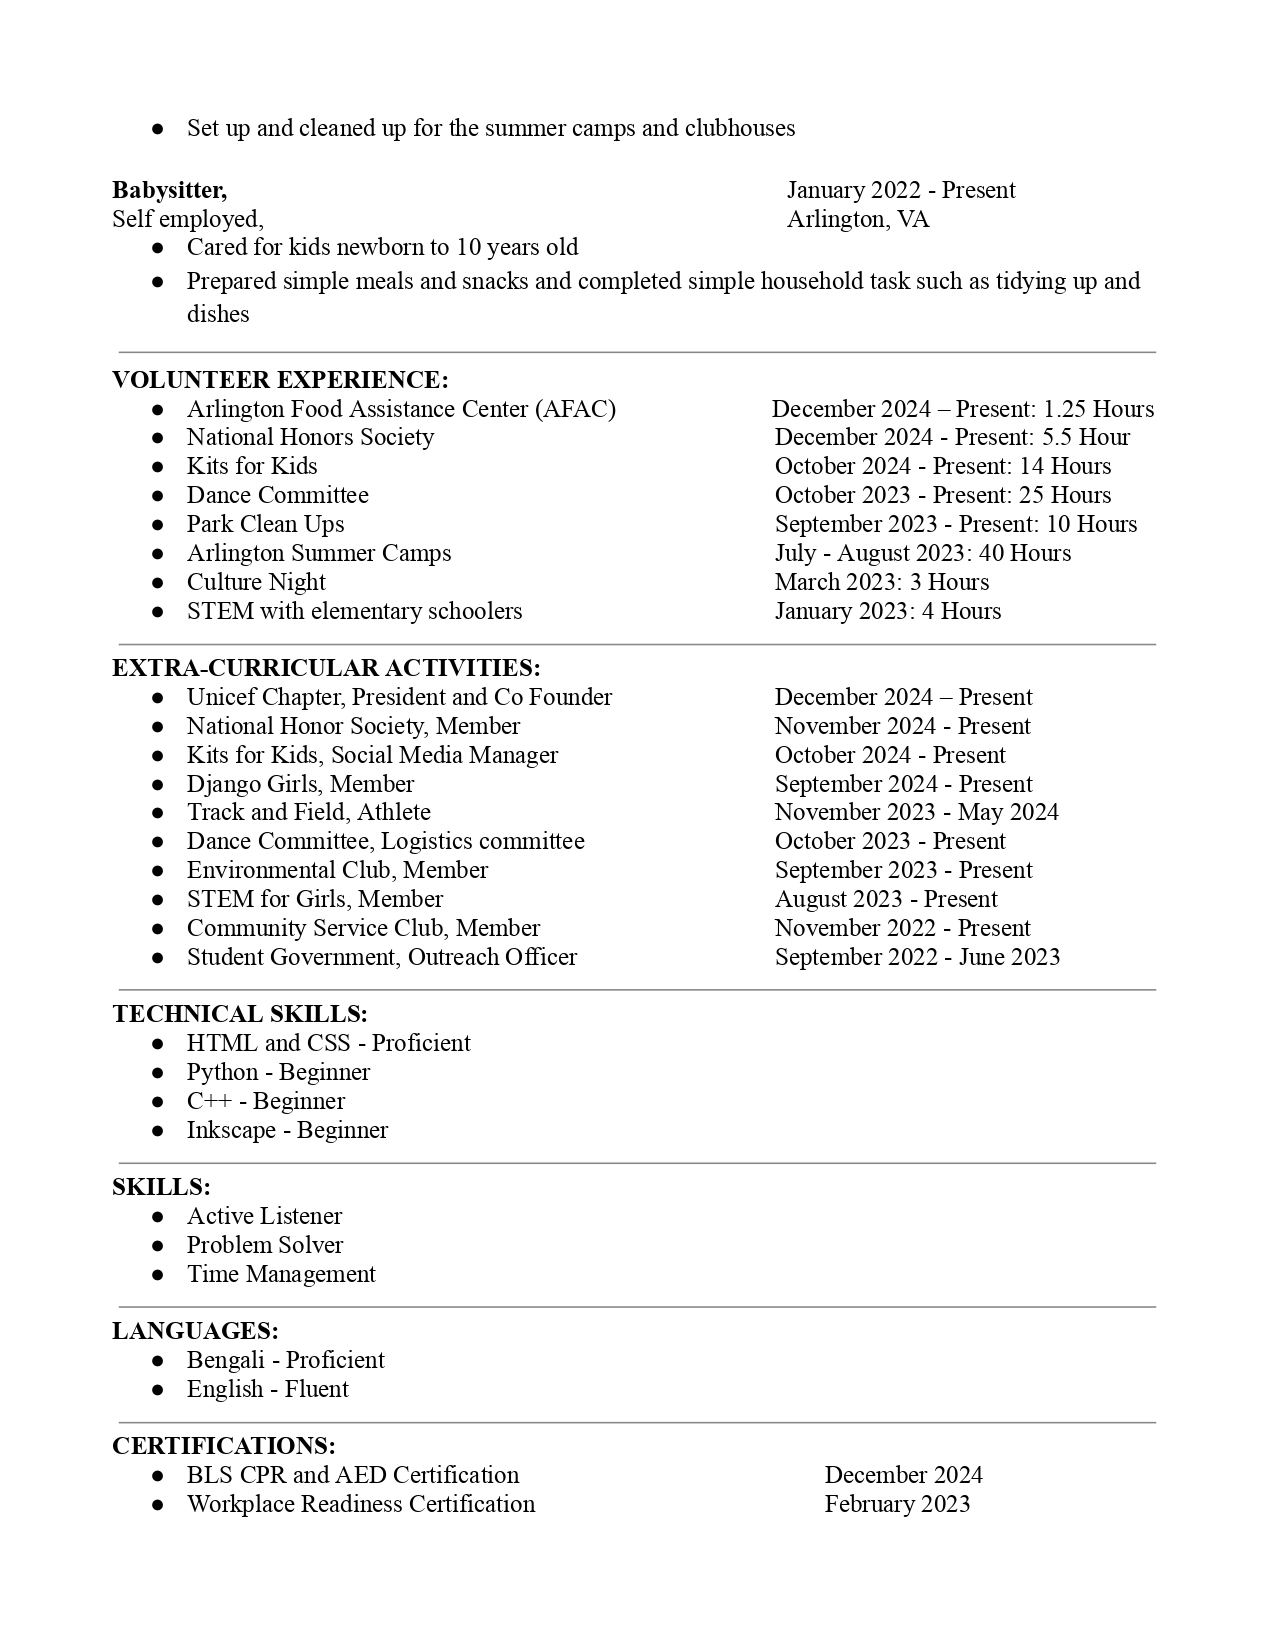 ● Set up and cleaned up for the summer camps and clubhouses
Babysitter, January 2022 - Present
Self employed, Arlington, VA
● Cared for kids newborn to 10 years old
● Prepared simple meals and snacks and completed simple household task such as tidying up and
dishes
VOLUNTEER EXPERIENCE:
● Arlington Food Assistance Center (AFAC) December 2024 – Present: 1.25 Hours
● National Honors Society December 2024 - Present: 5.5 Hour
● Kits for Kids October 2024 - Present: 14 Hours
● Dance Committee October 2023 - Present: 25 Hours
● Park Clean Ups September 2023 - Present: 10 Hours
● Arlington Summer Camps July - August 2023: 40 Hours
● Culture Night March 2023: 3 Hours
● STEM with elementary schoolers January 2023: 4 Hours
EXTRA-CURRICULAR ACTIVITIES:
● Unicef Chapter, President and Co Founder December 2024 – Present
● National Honor Society, Member November 2024 - Present
● Kits for Kids, Social Media Manager October 2024 - Present
● Django Girls, Member September 2024 - Present
● Track and Field, Athlete November 2023 - May 2024
● Dance Committee, Logistics committee October 2023 - Present
● Environmental Club, Member September 2023 - Present
● STEM for Girls, Member August 2023 - Present
● Community Service Club, Member November 2022 - Present
● Student Government, Outreach Officer September 2022 - June 2023
TECHNICAL SKILLS:
● HTML and CSS - Proficient
● Python - Beginner
● C++ - Beginner
● Inkscape - Beginner
SKILLS:
● Active Listener
● Problem Solver
● Time Management
LANGUAGES:
● Bengali - Proficient
● English - Fluent
CERTIFICATIONS:
● BLS CPR and AED Certification December 2024
● Workplace Readiness Certification February 2023